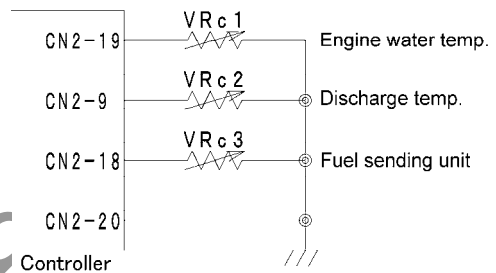 VRc1
CN2-19 Engine water temp.
VRc2
CN2-9 Discharge temp.
VRc3
CN2-18 Fuel sending unit
CN2-20
Controller